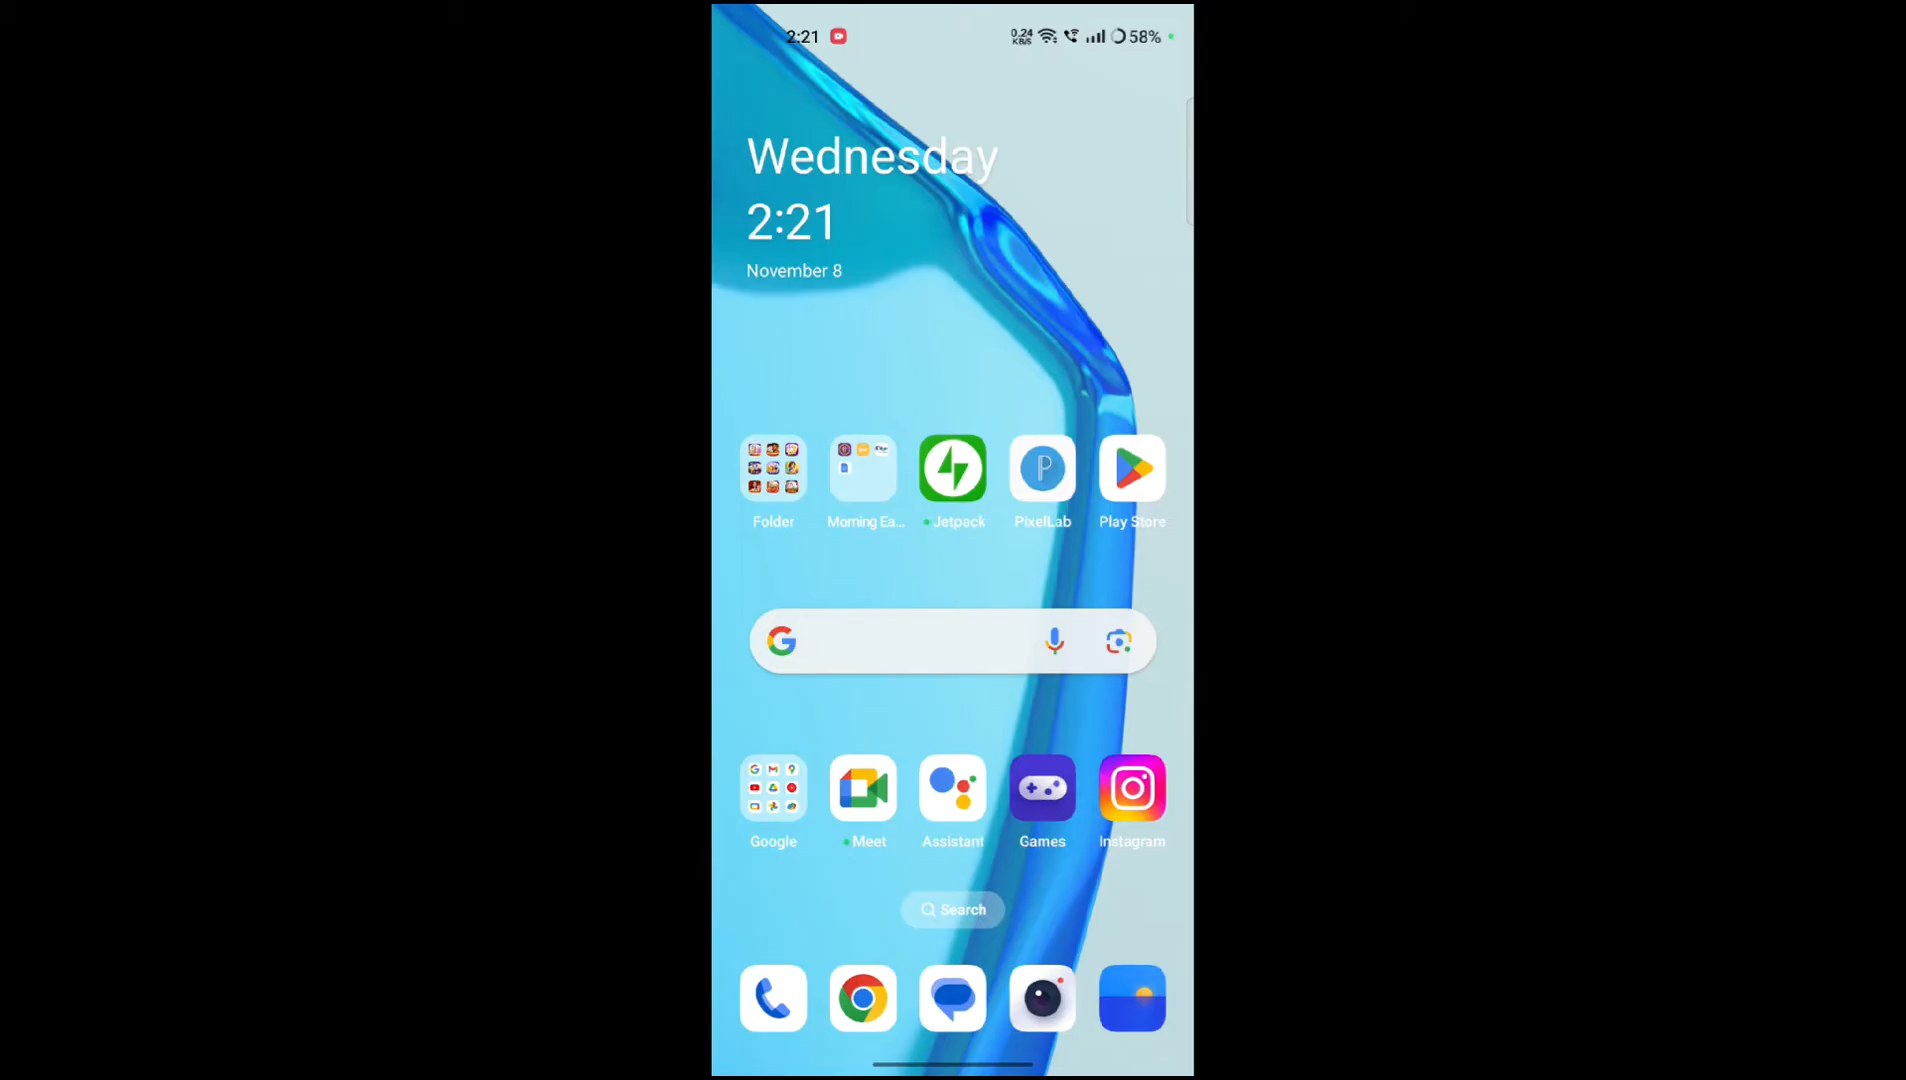 2:21
0.24
KB/S
58%
Wednesday
2:21
November 8
Folder
Morning Ea...
Jetpack
PixelLab
Play Store
Google
Meet
Assistant
Games
Instagram
Search